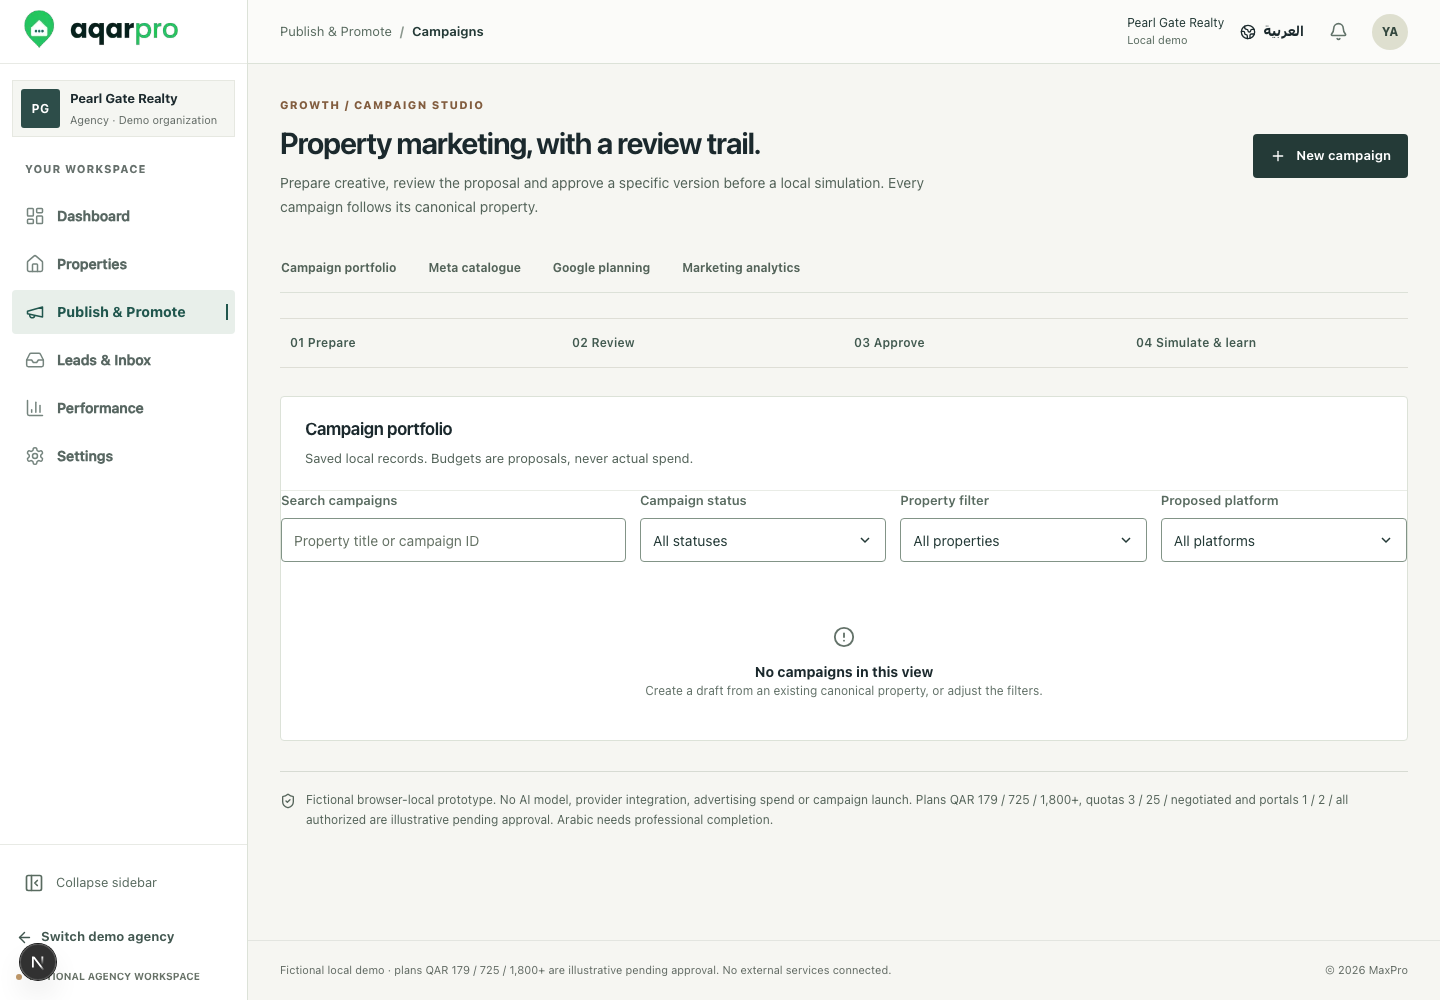 aqarpro
Publish & Promote / Campaigns
Pearl Gate Realty
Local demo
العربية
YA
PG
Pearl Gate Realty
Agency · Demo organization
YOUR WORKSPACE
Dashboard
Properties
Publish & Promote
Leads & Inbox
Performance
Settings
Collapse sidebar
Switch demo agency
N
AGENCY WORKSPACE
GROWTH / CAMPAIGN STUDIO
Property marketing, with a review trail.
Prepare creative, review the proposal and approve a specific version before a local simulation. Every
campaign follows its canonical property.
New campaign
Campaign portfolio Meta catalogue Google planning Marketing analytics
01 Prepare 02 Review 03 Approve 04 Simulate & learn
Campaign portfolio
Saved local records. Budgets are proposals, never actual spend.
Search campaigns Campaign status Property filter Proposed platform
Property title or campaign ID All statuses All properties All platforms
No campaigns in this view
Create a draft from an existing canonical property, or adjust the filters.
Fictional browser-local prototype. No AI model, provider integration, advertising spend or campaign launch. Plans QAR 179 / 725 / 1,800+, quotas 3 / 25 / negotiated and portals 1 / 2 / all
authorized are illustrative pending approval. Arabic needs professional completion.
Fictional local demo · plans QAR 179 / 725 / 1,800+ are illustrative pending approval. No external services connected.
© 2026 MaxPro